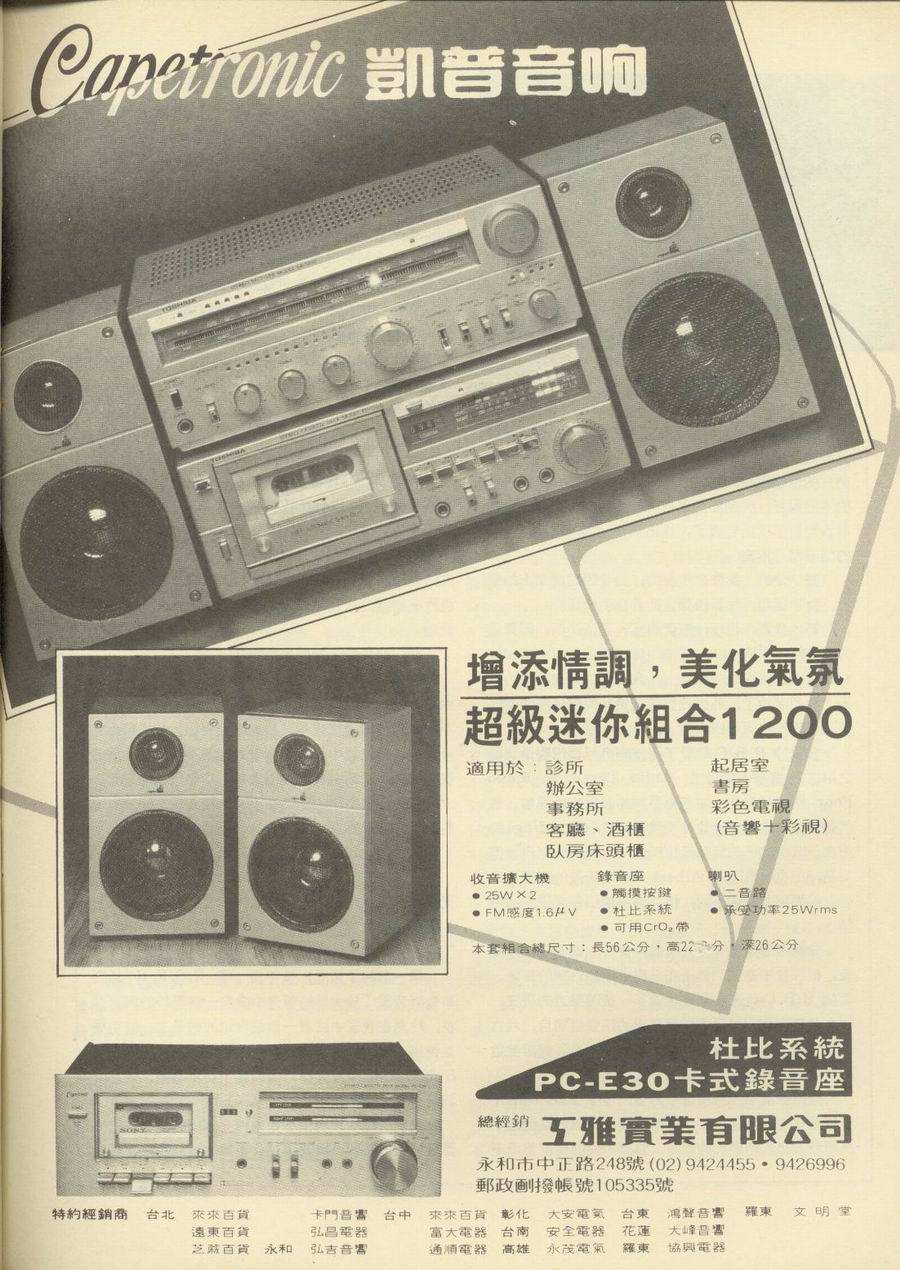 Capetronic 凱普音响
TOSHIBA
TOSHIBA
增添情調，美化氣氛
超級迷你組合1200
適用於：診所 起居室
辦公室 書房
事務所 彩色電視
客廳、酒櫃 (音響十彩視)
臥房床頭櫃
收音擴大機 錄音座 喇叭
●25W×2 ●觸摸按鍵 ●二音路
●FM感度1.6μV ●杜比系統 ●承受功率25Wrms
●可用CrO₂帶
本套組合總尺寸：長56公分，高22 分，深26公分
杜比系統
PC-E30卡式錄音座
SONY
總經銷 工雅實業有限公司
永和市中正路248號(02)9424455•9426996
郵政劃撥帳號105335號
特約經銷商 台北 來來百貨 卡門音響 台中 來來百貨 彰化 大安電氣 台東 鴻聲音響 羅東 文明堂
遠東百貨 弘昌電器 富大電器 台南 安全電器 花蓮 大峰音響
芝麻百貨 永和 弘吉音響 通順電器 高雄 永茂電氣 羅東 協興電器